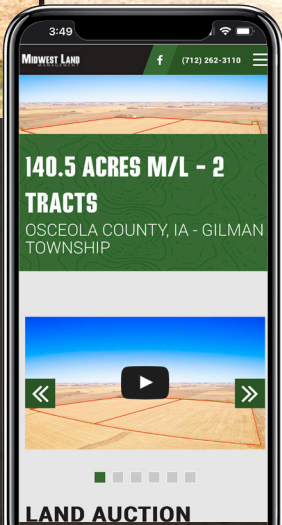 3:49
MIDWEST LAND
MANAGEMENT
f
(712) 262-3110
140.5 ACRES M/L - 2
TRACTS
OSCEOLA COUNTY, IA - GILMAN
TOWNSHIP
LAND AUCTION